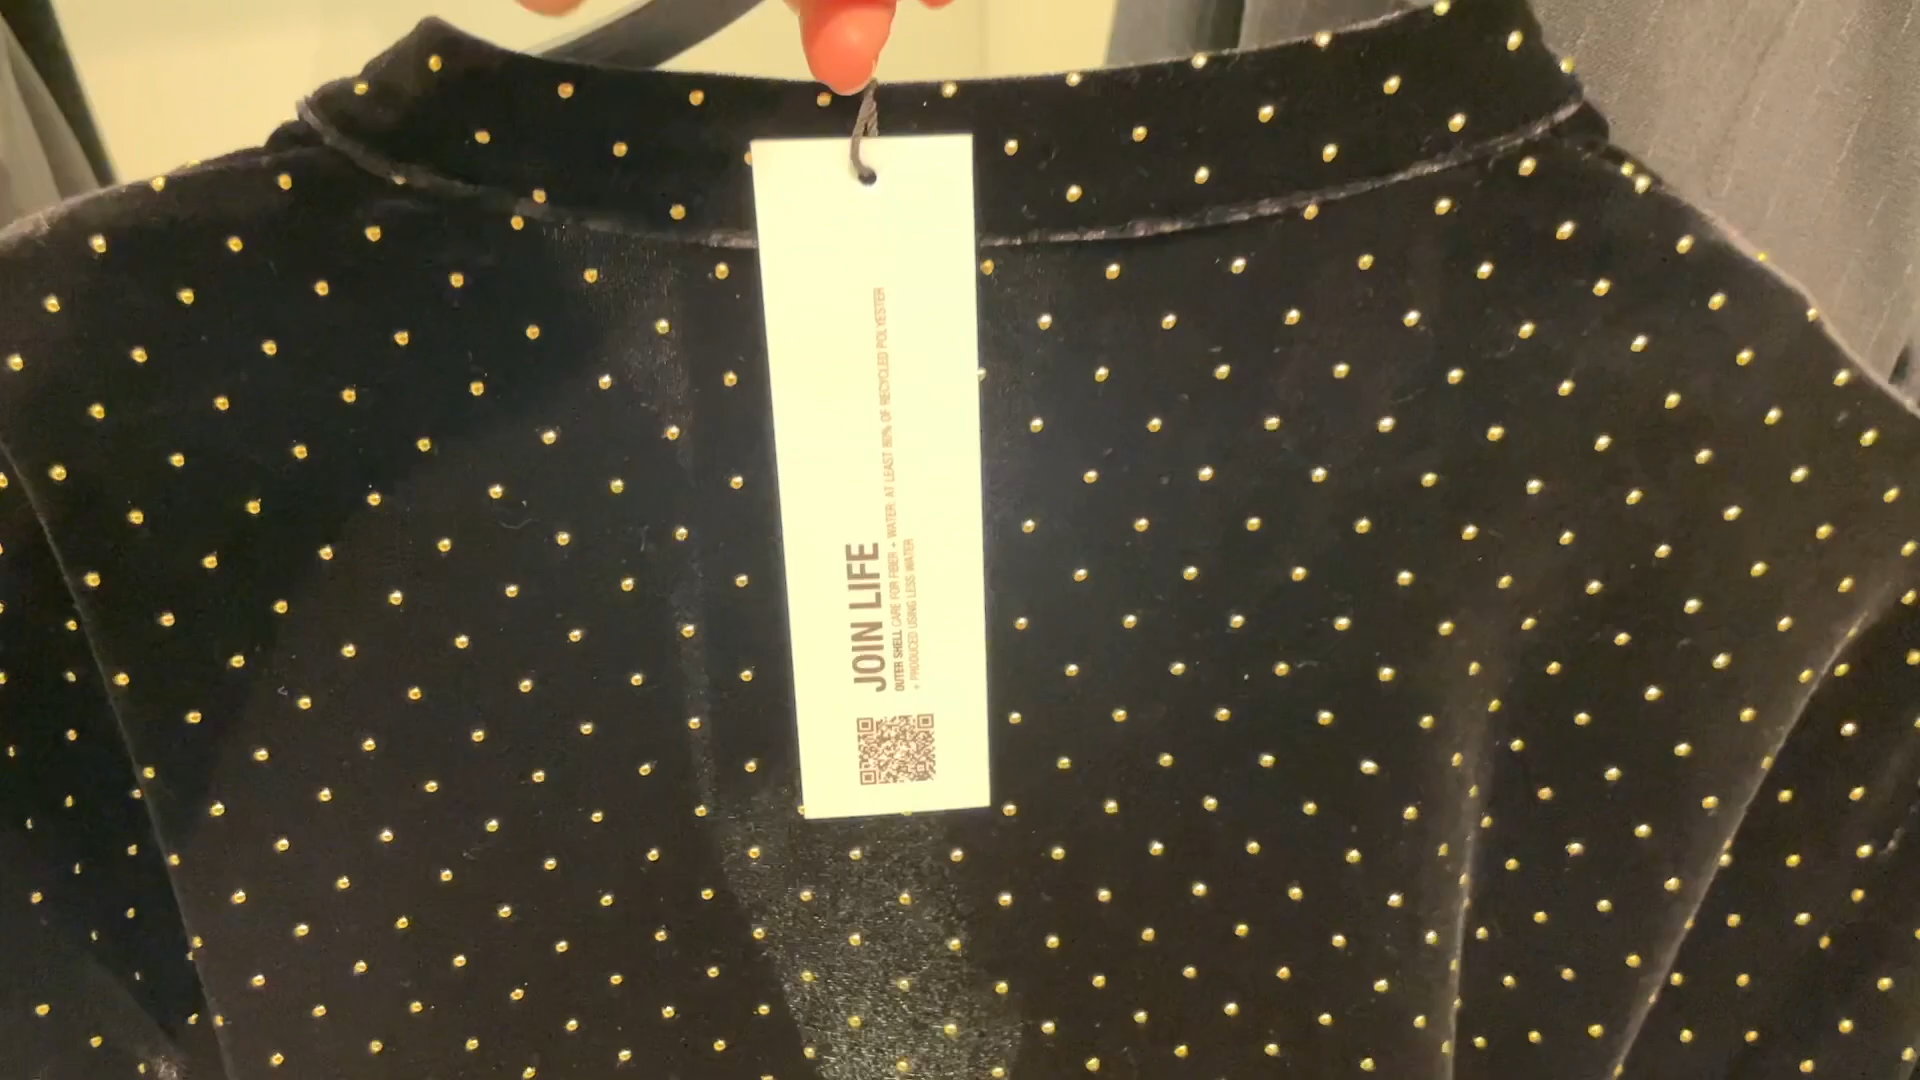 JOIN LIFE
OUTER SHELL CARE FOR FIBER + WATER: AT LEAST 80% OF RECYCLED POLYESTER
+ PRODUCED USING LESS WATER